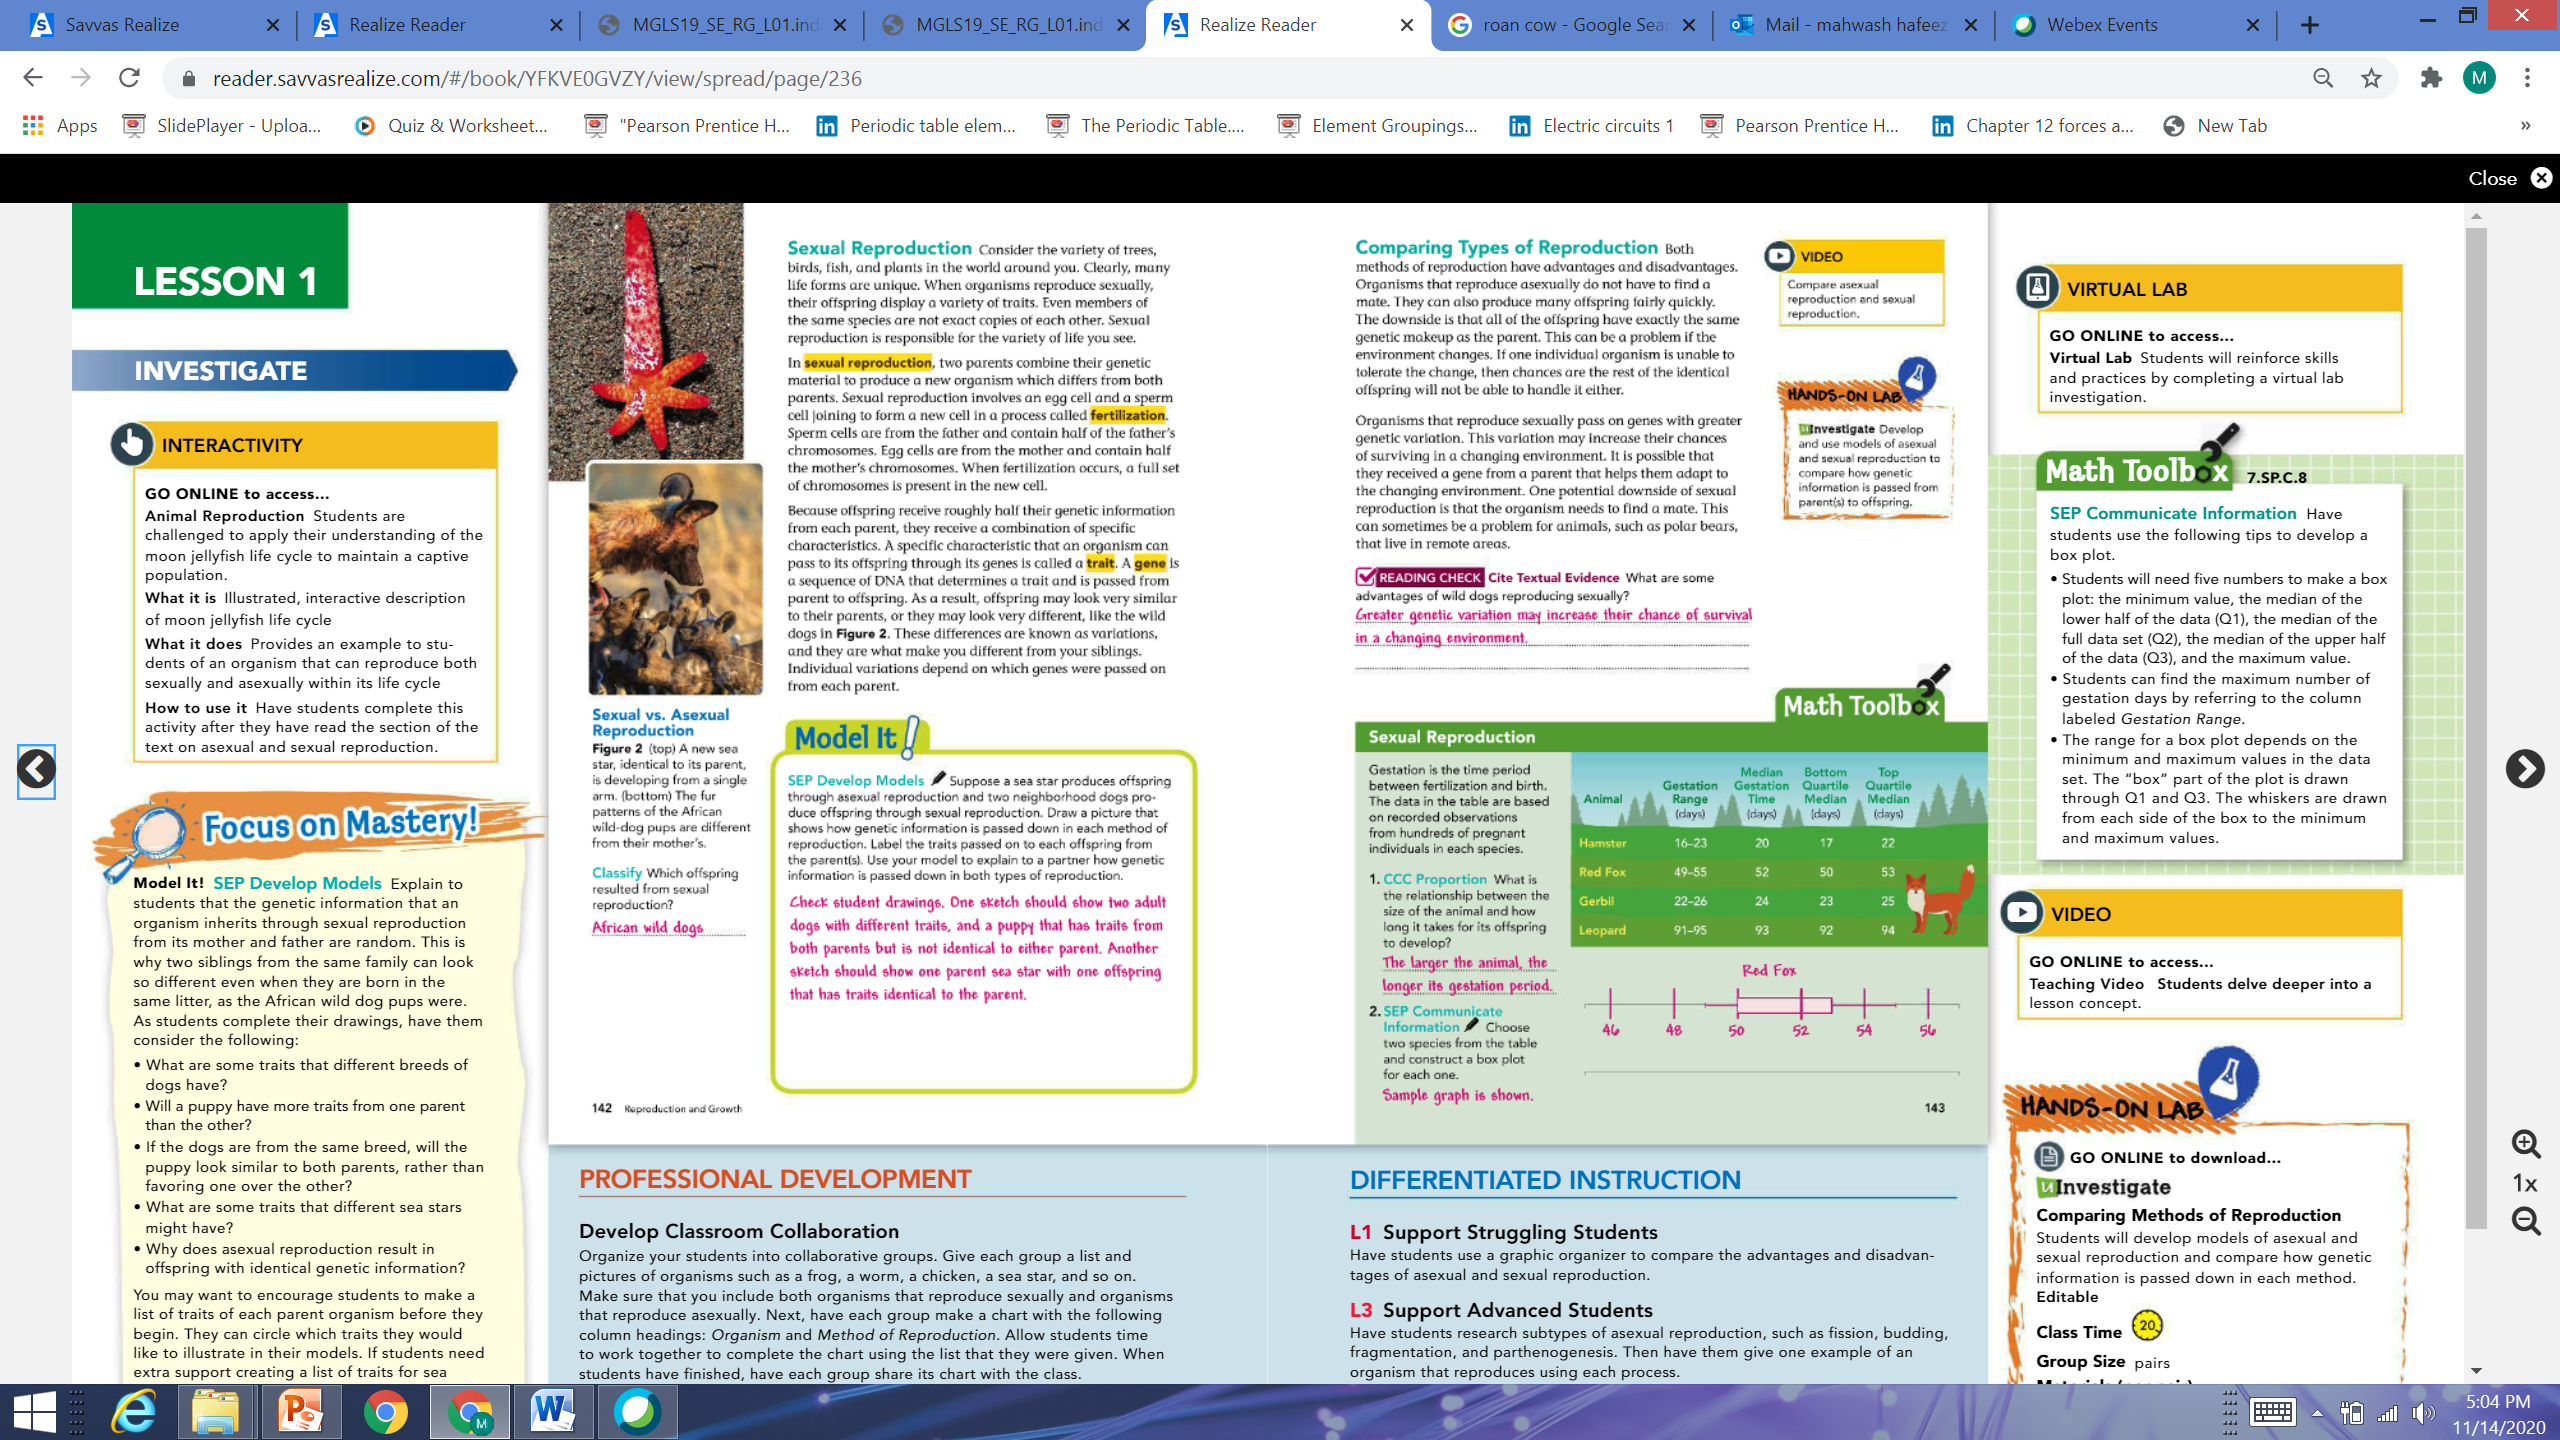 Savvas Realize
Realize Reader
MGLS19_SE_RG_L01.ind
MGLS19_SE_RG_L01.ind
Realize Reader
roan cow - Google Sea
Mail - mahwash hafeez
Webex Events
reader.savvasrealize.com/#/book/YFKVE0GVZY/view/spread/page/236
M
Apps
SlidePlayer - Uploa...
Quiz & Worksheet...
"Pearson Prentice H...
Periodic table elem...
The Periodic Table....
Element Groupings...
Electric circuits 1
Pearson Prentice H...
Chapter 12 forces a...
New Tab
»
Close
LESSON 1
INVESTIGATE
INTERACTIVITY
GO ONLINE to access...
Animal Reproduction Students are
challenged to apply their understanding of the
moon jellyfish life cycle to maintain a captive
population.
What it is Illustrated, interactive description
of moon jellyfish life cycle
What it does Provides an example to stu-
dents of an organism that can reproduce both
sexually and asexually within its life cycle
How to use it Have students complete this
activity after they have read the section of the
text on asexual and sexual reproduction.
Focus on Mastery!
Model It! SEP Develop Models Explain to
students that the genetic information that an
organism inherits through sexual reproduction
from its mother and father are random. This is
why two siblings from the same family can look
so different even when they are born in the
same litter, as the African wild dog pups were.
As students complete their drawings, have them
consider the following:
• What are some traits that different breeds of
dogs have?
• Will a puppy have more traits from one parent
than the other?
• If the dogs are from the same breed, will the
puppy look similar to both parents, rather than
favoring one over the other?
• What are some traits that different sea stars
might have?
• Why does asexual reproduction result in
offspring with identical genetic information?
You may want to encourage students to make a
list of traits of each parent organism before they
begin. They can circle which traits they would
like to illustrate in their models. If students need
extra support creating a list of traits for sea
Sexual Reproduction Consider the variety of trees,
birds, fish, and plants in the world around you. Clearly, many
life forms are unique. When organisms reproduce sexually,
their offspring display a variety of traits. Even members of
the same species are not exact copies of each other. Sexual
reproduction is responsible for the variety of life you see.
In sexual reproduction, two parents combine their genetic
material to produce a new organism which differs from both
parents. Sexual reproduction involves an egg cell and a sperm
cell joining to form a new cell in a process called fertilization.
Sperm cells are from the father and contain half of the father's
chromosomes. Egg cells are from the mother and contain half
the mother's chromosomes. When fertilization occurs, a full set
of chromosomes is present in the new cell.
Because offspring receive roughly half their genetic information
from each parent, they receive a combination of specific
characteristics. A specific characteristic that an organism can
pass to its offspring through its genes is called a trait. A gene is
a sequence of DNA that determines a trait and is passed from
parent to offspring. As a result, offspring may look very similar
to their parents, or they may look very different, like the wild
dogs in Figure 2. These differences are known as variations,
and they are what make you different from your siblings.
Individual variations depend on which genes were passed on
from each parent.
Sexual vs. Asexual
Reproduction
Figure 2 (top) A new sea
star, identical to its parent,
is developing from a single
arm. (bottom) The fur
patterns of the African
wild-dog pups are different
from their mother's.
Classify Which offspring
resulted from sexual
reproduction?
African wild dogs
Model It!
SEP Develop Models Suppose a sea star produces offspring
through asexual reproduction and two neighborhood dogs pro-
duce offspring through sexual reproduction. Draw a picture that
shows how genetic information is passed down in each method of
reproduction. Label the traits passed on to each offspring from
the parent(s). Use your model to explain to a partner how genetic
information is passed down in both types of reproduction.
Check student drawings. One sketch should show two adult
dogs with different traits, and a puppy that has traits from
both parents but is not identical to either parent. Another
sketch should show one parent sea star with one offspring
that has traits identical to the parent.
142 Reproduction and Growth
Comparing Types of Reproduction Both
methods of reproduction have advantages and disadvantages.
Organisms that reproduce asexually do not have to find a
mate. They can also produce many offspring fairly quickly.
The downside is that all of the offspring have exactly the same
genetic makeup as the parent. This can be a problem if the
environment changes. If one individual organism is unable to
tolerate the change, then chances are the rest of the identical
offspring will not be able to handle it either.
Organisms that reproduce sexually pass on genes with greater
genetic variation. This variation may increase their chances
of surviving in a changing environment. It is possible that
they received a gene from a parent that helps them adapt to
the changing environment. One potential downside of sexual
reproduction is that the organism needs to find a mate. This
can sometimes be a problem for animals, such as polar bears,
that live in remote areas.
READING CHECK Cite Textual Evidence What are some
advantages of wild dogs reproducing sexually?
Greater genetic variation may increase their chance of survival
in a changing environment.
VIDEO
Compare asexual
reproduction and sexual
reproduction.
HANDS-ON LAB
uInvestigate Develop
and use models of asexual
and sexual reproduction to
compare how genetic
information is passed from
parent(s) to offspring.
Math Toolbox
Sexual Reproduction
Gestation is the time period
between fertilization and birth.
The data in the table are based
on recorded observations
from hundreds of pregnant
individuals in each species.
1. CCC Proportion What is
the relationship between the
size of the animal and how
long it takes for its offspring
to develop?
The larger the animal, the
longer its gestation period.
2. SEP Communicate
Information Choose
two species from the table
and construct a box plot
for each one.
Sample graph is shown.
Animal Gestation Range (days) Median Gestation Time (days) Bottom Quartile Median (days) Top Quartile Median (days)
Hamster 16–23 20 17 22
Red Fox 49–55 52 50 53
Gerbil 22–26 24 23 25
Leopard 91–95 93 92 94
Red Fox
46 48 50 52 54 56
143
PROFESSIONAL DEVELOPMENT
Develop Classroom Collaboration
Organize your students into collaborative groups. Give each group a list and
pictures of organisms such as a frog, a worm, a chicken, a sea star, and so on.
Make sure that you include both organisms that reproduce sexually and organisms
that reproduce asexually. Next, have each group make a chart with the following
column headings: Organism and Method of Reproduction. Allow students time
to work together to complete the chart using the list that they were given. When
students have finished, have each group share its chart with the class.
DIFFERENTIATED INSTRUCTION
L1 Support Struggling Students
Have students use a graphic organizer to compare the advantages and disadvan-
tages of asexual and sexual reproduction.
L3 Support Advanced Students
Have students research subtypes of asexual reproduction, such as fission, budding,
fragmentation, and parthenogenesis. Then have them give one example of an
organism that reproduces using each process.
VIRTUAL LAB
GO ONLINE to access...
Virtual Lab Students will reinforce skills
and practices by completing a virtual lab
investigation.
Math Toolbox 7.SP.C.8
SEP Communicate Information Have
students use the following tips to develop a
box plot.
• Students will need five numbers to make a box
plot: the minimum value, the median of the
lower half of the data (Q1), the median of the
full data set (Q2), the median of the upper half
of the data (Q3), and the maximum value.
• Students can find the maximum number of
gestation days by referring to the column
labeled Gestation Range.
• The range for a box plot depends on the
minimum and maximum values in the data
set. The "box" part of the plot is drawn
through Q1 and Q3. The whiskers are drawn
from each side of the box to the minimum
and maximum values.
VIDEO
GO ONLINE to access...
Teaching Video Students delve deeper into a
lesson concept.
HANDS-ON LAB
GO ONLINE to download...
uInvestigate
Comparing Methods of Reproduction
Students will develop models of asexual and
sexual reproduction and compare how genetic
information is passed down in each method.
Editable
Class Time 20
Group Size pairs
1x
5:04 PM
11/14/2020